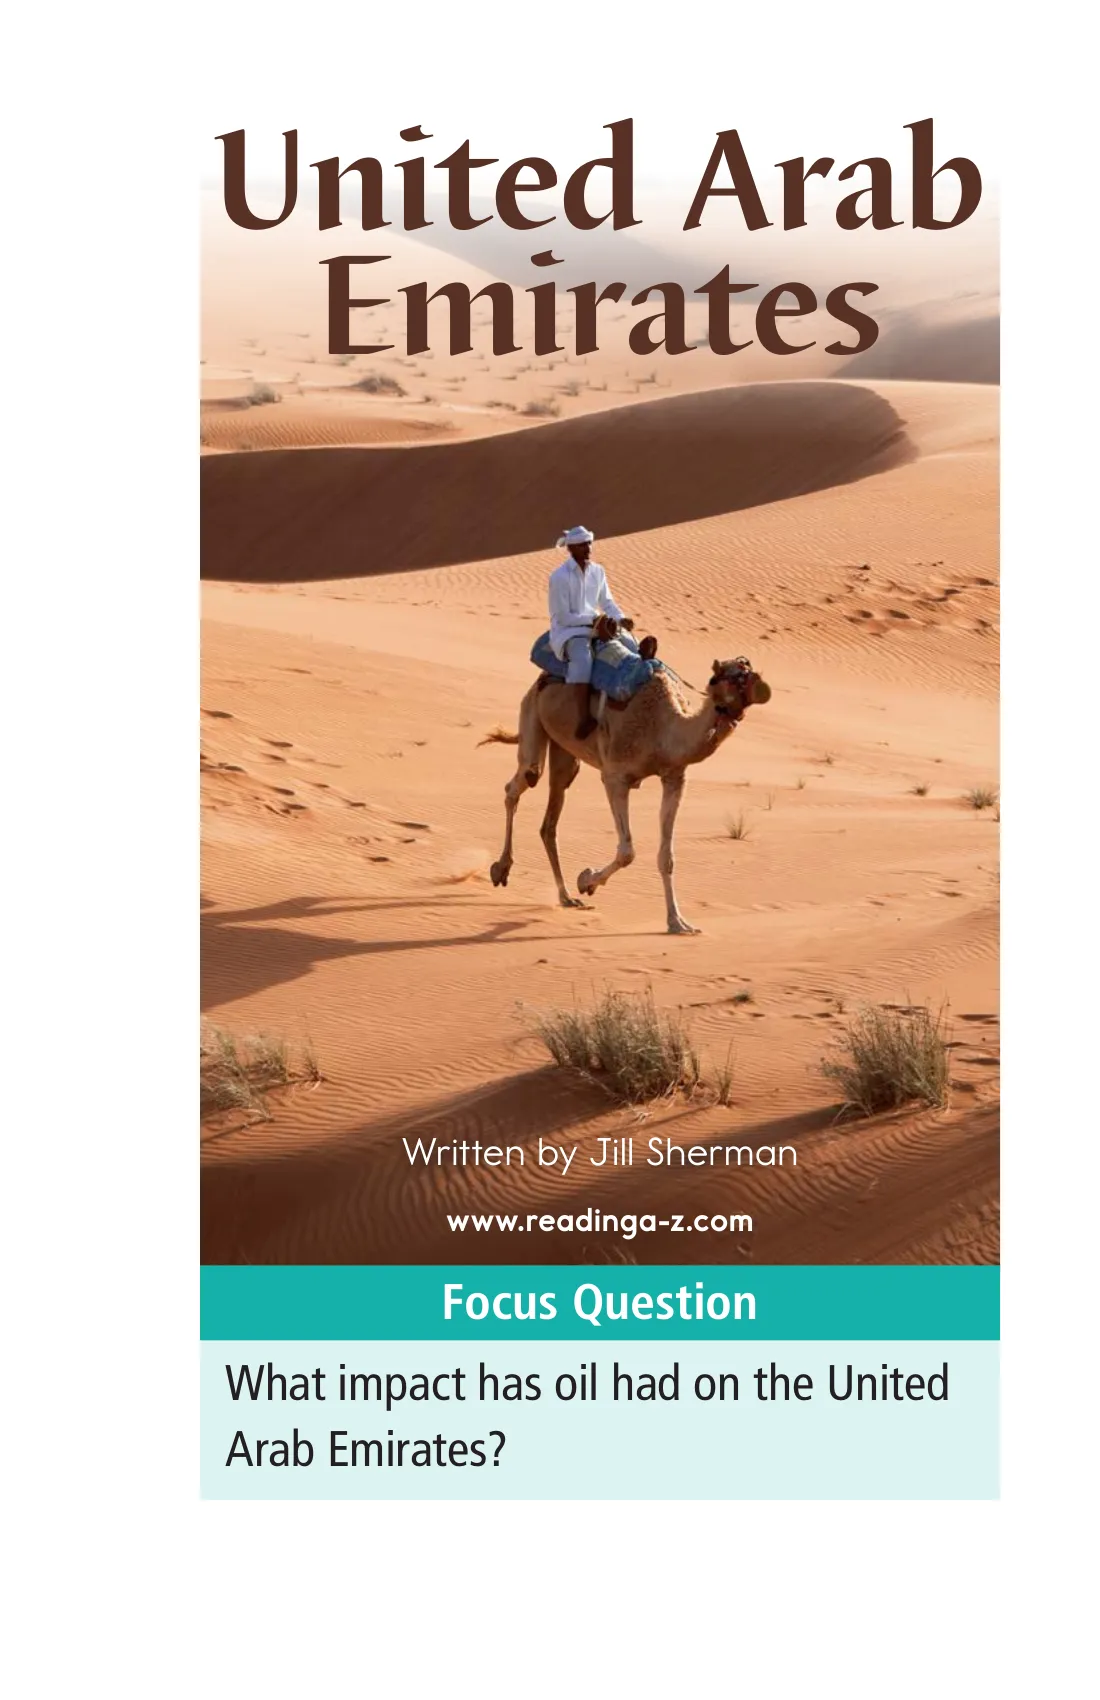 United Arab
Emirates
Written by Jill Sherman
www.readinga-z.com
Focus Question
What impact has oil had on the United
Arab Emirates?